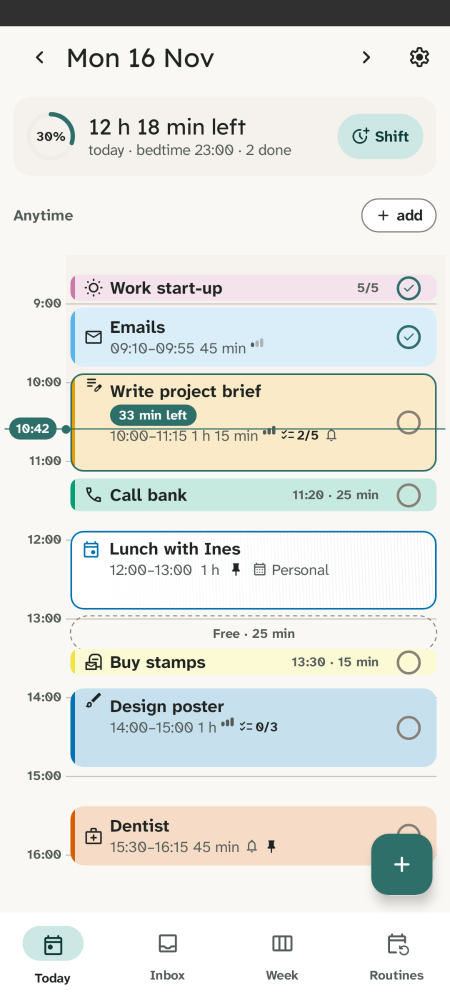 Mon 16 Nov
30%
12 h 18 min left
today · bedtime 23:00 · 2 done
Shift
Anytime
+ add
Work start-up
5/5
9:00
Emails
09:10–09:55 45 min
10:00
Write project brief
33 min left
10:42
10:00–11:15 1 h 15 min 2/5
11:00
Call bank
11:20 · 25 min
12:00
Lunch with Ines
12:00–13:00 1 h Personal
13:00
Free · 25 min
Buy stamps
13:30 · 15 min
14:00
Design poster
14:00–15:00 1 h 0/3
15:00
Dentist
15:30–16:15 45 min
16:00
+
Today
Inbox
Week
Routines